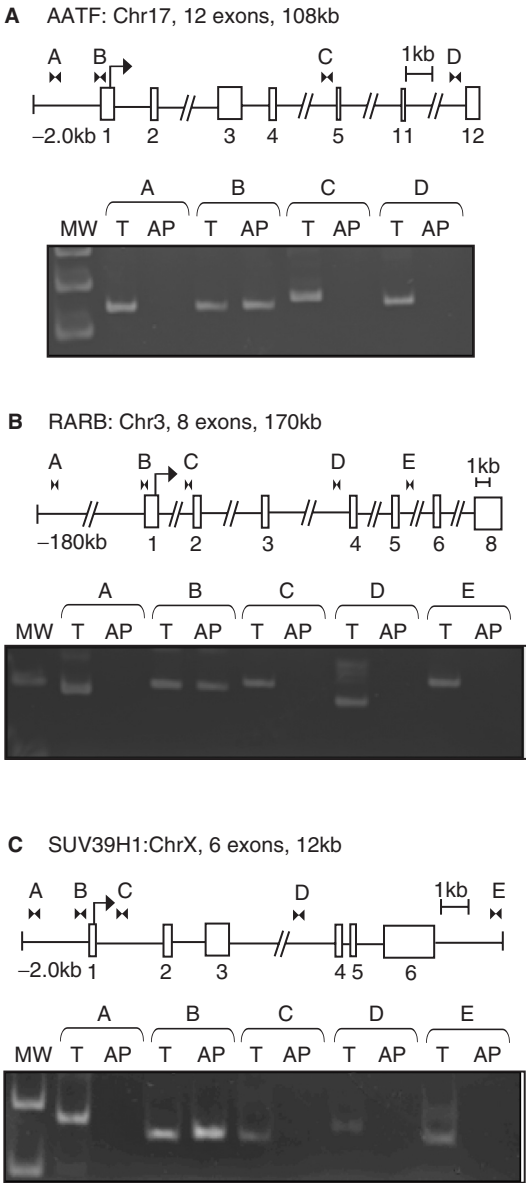 A AATF: Chr17, 12 exons, 108kb
A B C 1kb D
–2.0kb 1 2 3 4 5 11 12
A B C D
MW T AP T AP T AP T AP
B RARB: Chr3, 8 exons, 170kb
A B C D E 1kb
–180kb 1 2 3 4 5 6 8
A B C D E
MW T AP T AP T AP T AP T AP
C SUV39H1:ChrX, 6 exons, 12kb
A B C D 1kb E
–2.0kb 1 2 3 4 5 6
A B C D E
MW T AP T AP T AP T AP T AP